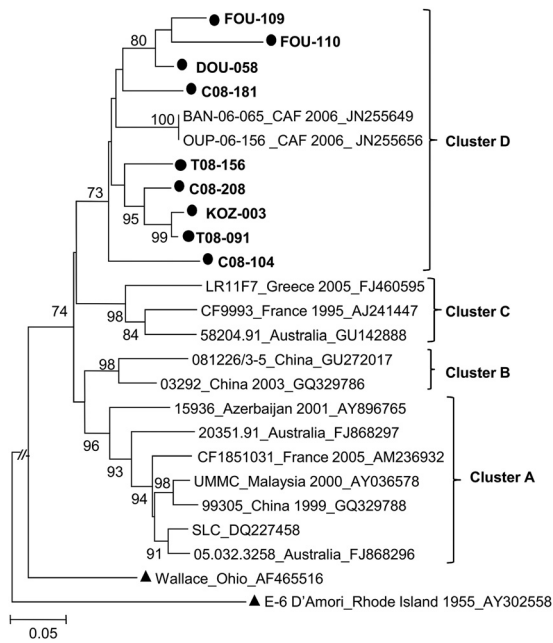 FOU-109
80
FOU-110
DOU-058
C08-181
100 BAN-06-065_CAF 2006_JN255649
OUP-06-156 _CAF 2006_ JN255656
Cluster D
T08-156
73
C08-208
95
KOZ-003
99
T08-091
C08-104
LR11F7_Greece 2005_FJ460595
74
98
CF9993_France 1995_AJ241447
Cluster C
84
58204.91_Australia_GU142888
98
081226/3-5_China_GU272017
Cluster B
03292_China 2003_GQ329786
15936_Azerbaijan 2001_AY896765
96
20351.91_Australia_FJ868297
93
CF1851031_France 2005_AM236932
Cluster A
98
UMMC_Malaysia 2000_AY036578
94
99305_China 1999_GQ329788
SLC_DQ227458
91
05.032.3258_Australia_FJ868296
Wallace_Ohio_AF465516
E-6 D'Amori_Rhode Island 1955_AY302558
0.05